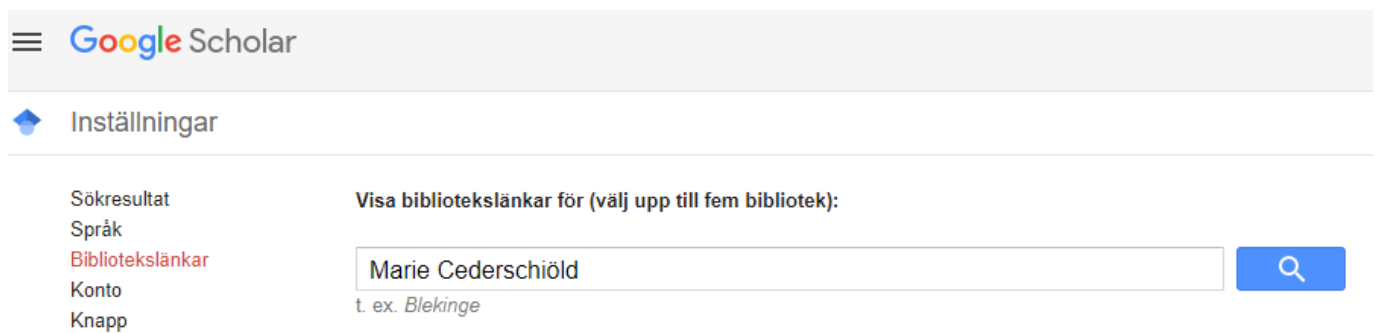 Google Scholar
Inställningar
Sökresultat
Språk
Bibliotekslänkar
Konto
Knapp
Visa bibliotekslänkar för (välj upp till fem bibliotek):
Marie Cederschiöld
t. ex. Blekinge